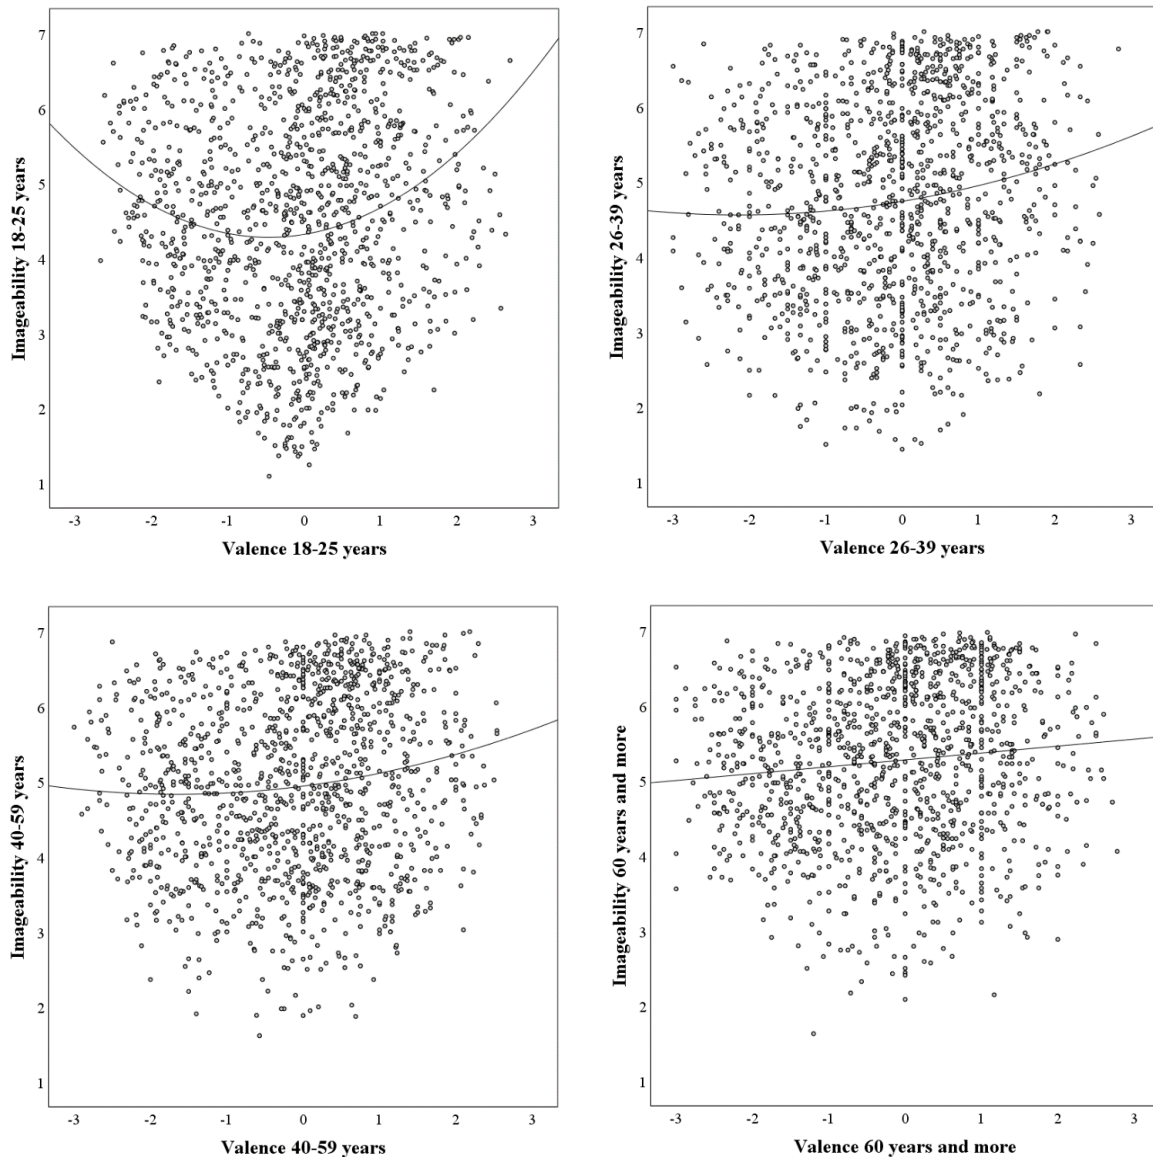 7
6
5
4
3
2
1
Imageability 18-25 years
-3 -2 -1 0 1 2 3
Valence 18-25 years
7
6
5
4
3
2
1
Imageability 26-39 years
-3 -2 -1 0 1 2 3
Valence 26-39 years
7
6
5
4
3
2
1
Imageability 40-59 years
-3 -2 -1 0 1 2 3
Valence 40-59 years
7
6
5
4
3
2
1
Imageability 60 years and more
-3 -2 -1 0 1 2 3
Valence 60 years and more